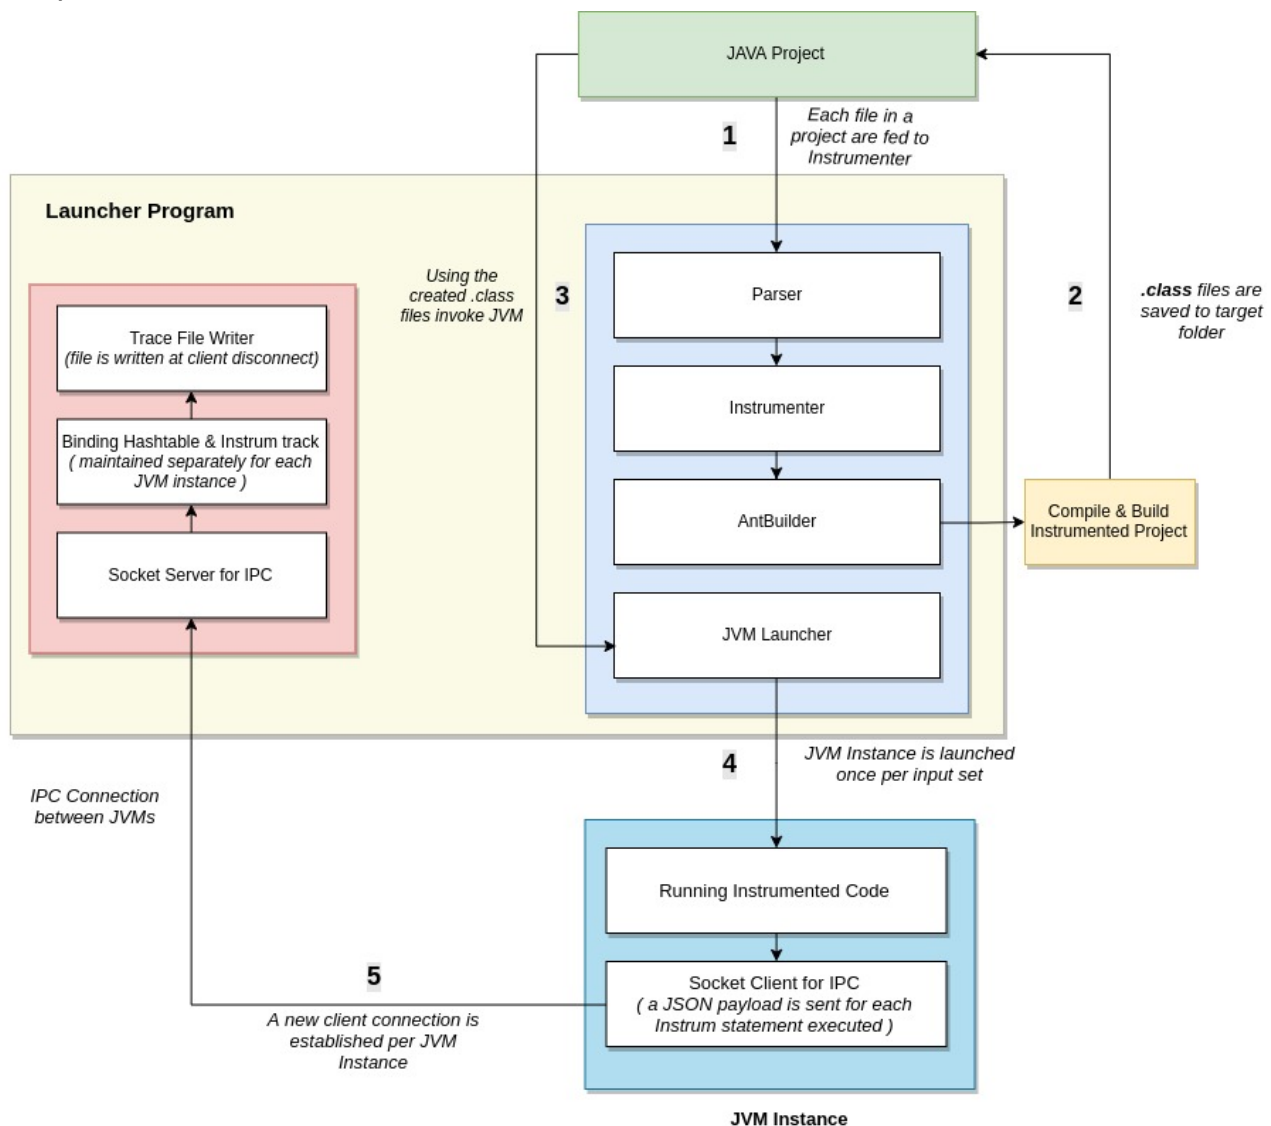 JAVA Project
1
Each file in a
project are fed to
Instrumenter
Launcher Program
Using the
created .class
files invoke JVM
3
Parser
2
.class files are
saved to target
folder
Trace File Writer
(file is written at client disconnect)
Instrumenter
Binding Hashtable & Instrum track
( maintained separately for each
JVM instance )
AntBuilder
Compile & Build
Instrumented Project
Socket Server for IPC
JVM Launcher
4
JVM Instance is launched
once per input set
IPC Connection
between JVMs
Running Instrumented Code
5
Socket Client for IPC
( a JSON payload is sent for each
Instrum statement executed )
A new client connection is
established per JVM
Instance
JVM Instance